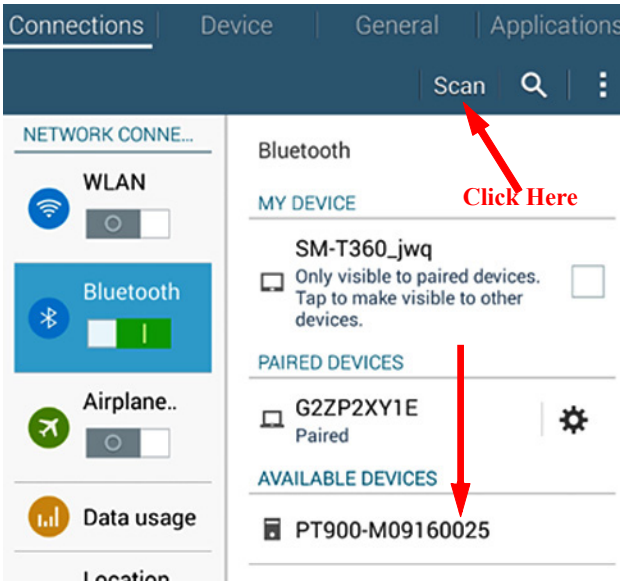 Connections Device General Applications
Scan
NETWORK CONNE...
WLAN
Bluetooth
Airplane..
Data usage
Location
Bluetooth
Click Here
MY DEVICE
SM-T360_jwq
Only visible to paired devices.
Tap to make visible to other
devices.
PAIRED DEVICES
G2ZP2XY1E
Paired
AVAILABLE DEVICES
PT900-M09160025